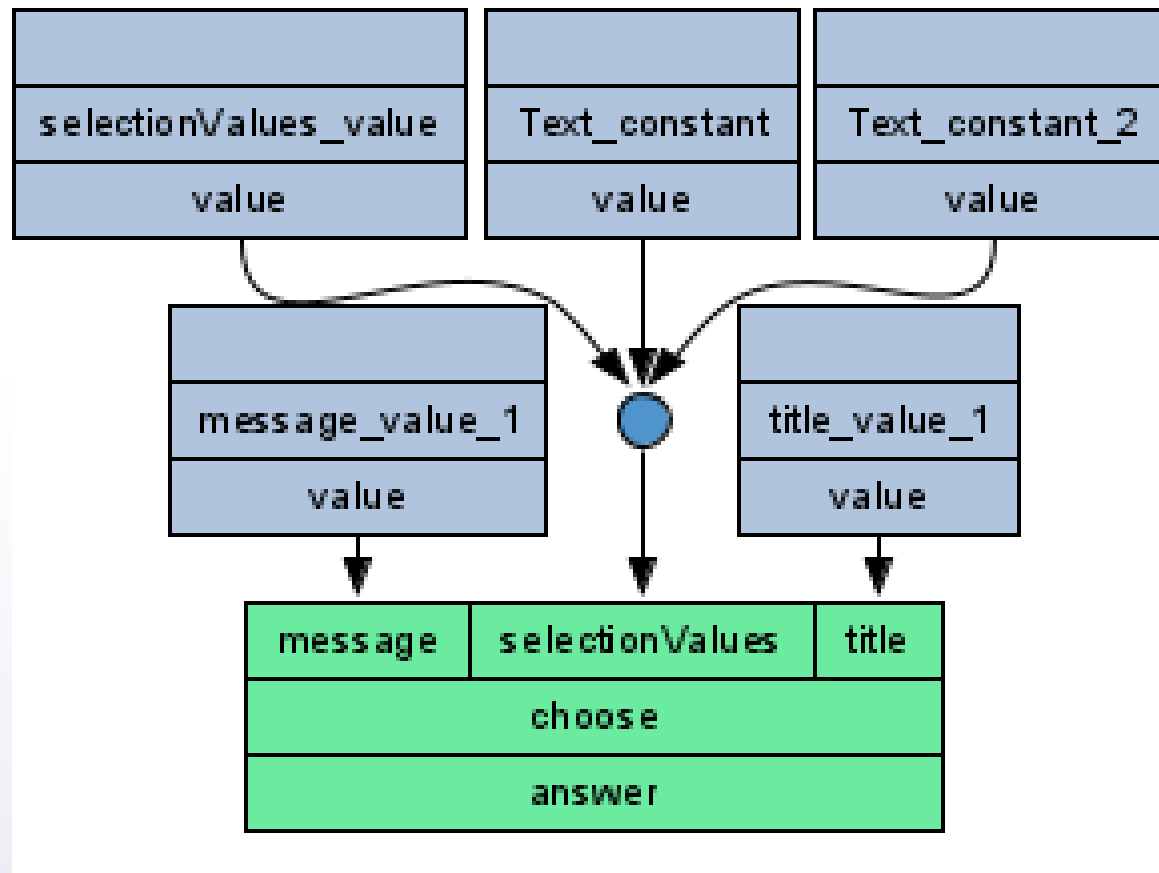 selectionValues_value Text_constant Text_constant_2
value value value
message_value_1 title_value_1
value value
message selectionValues title
choose
answer